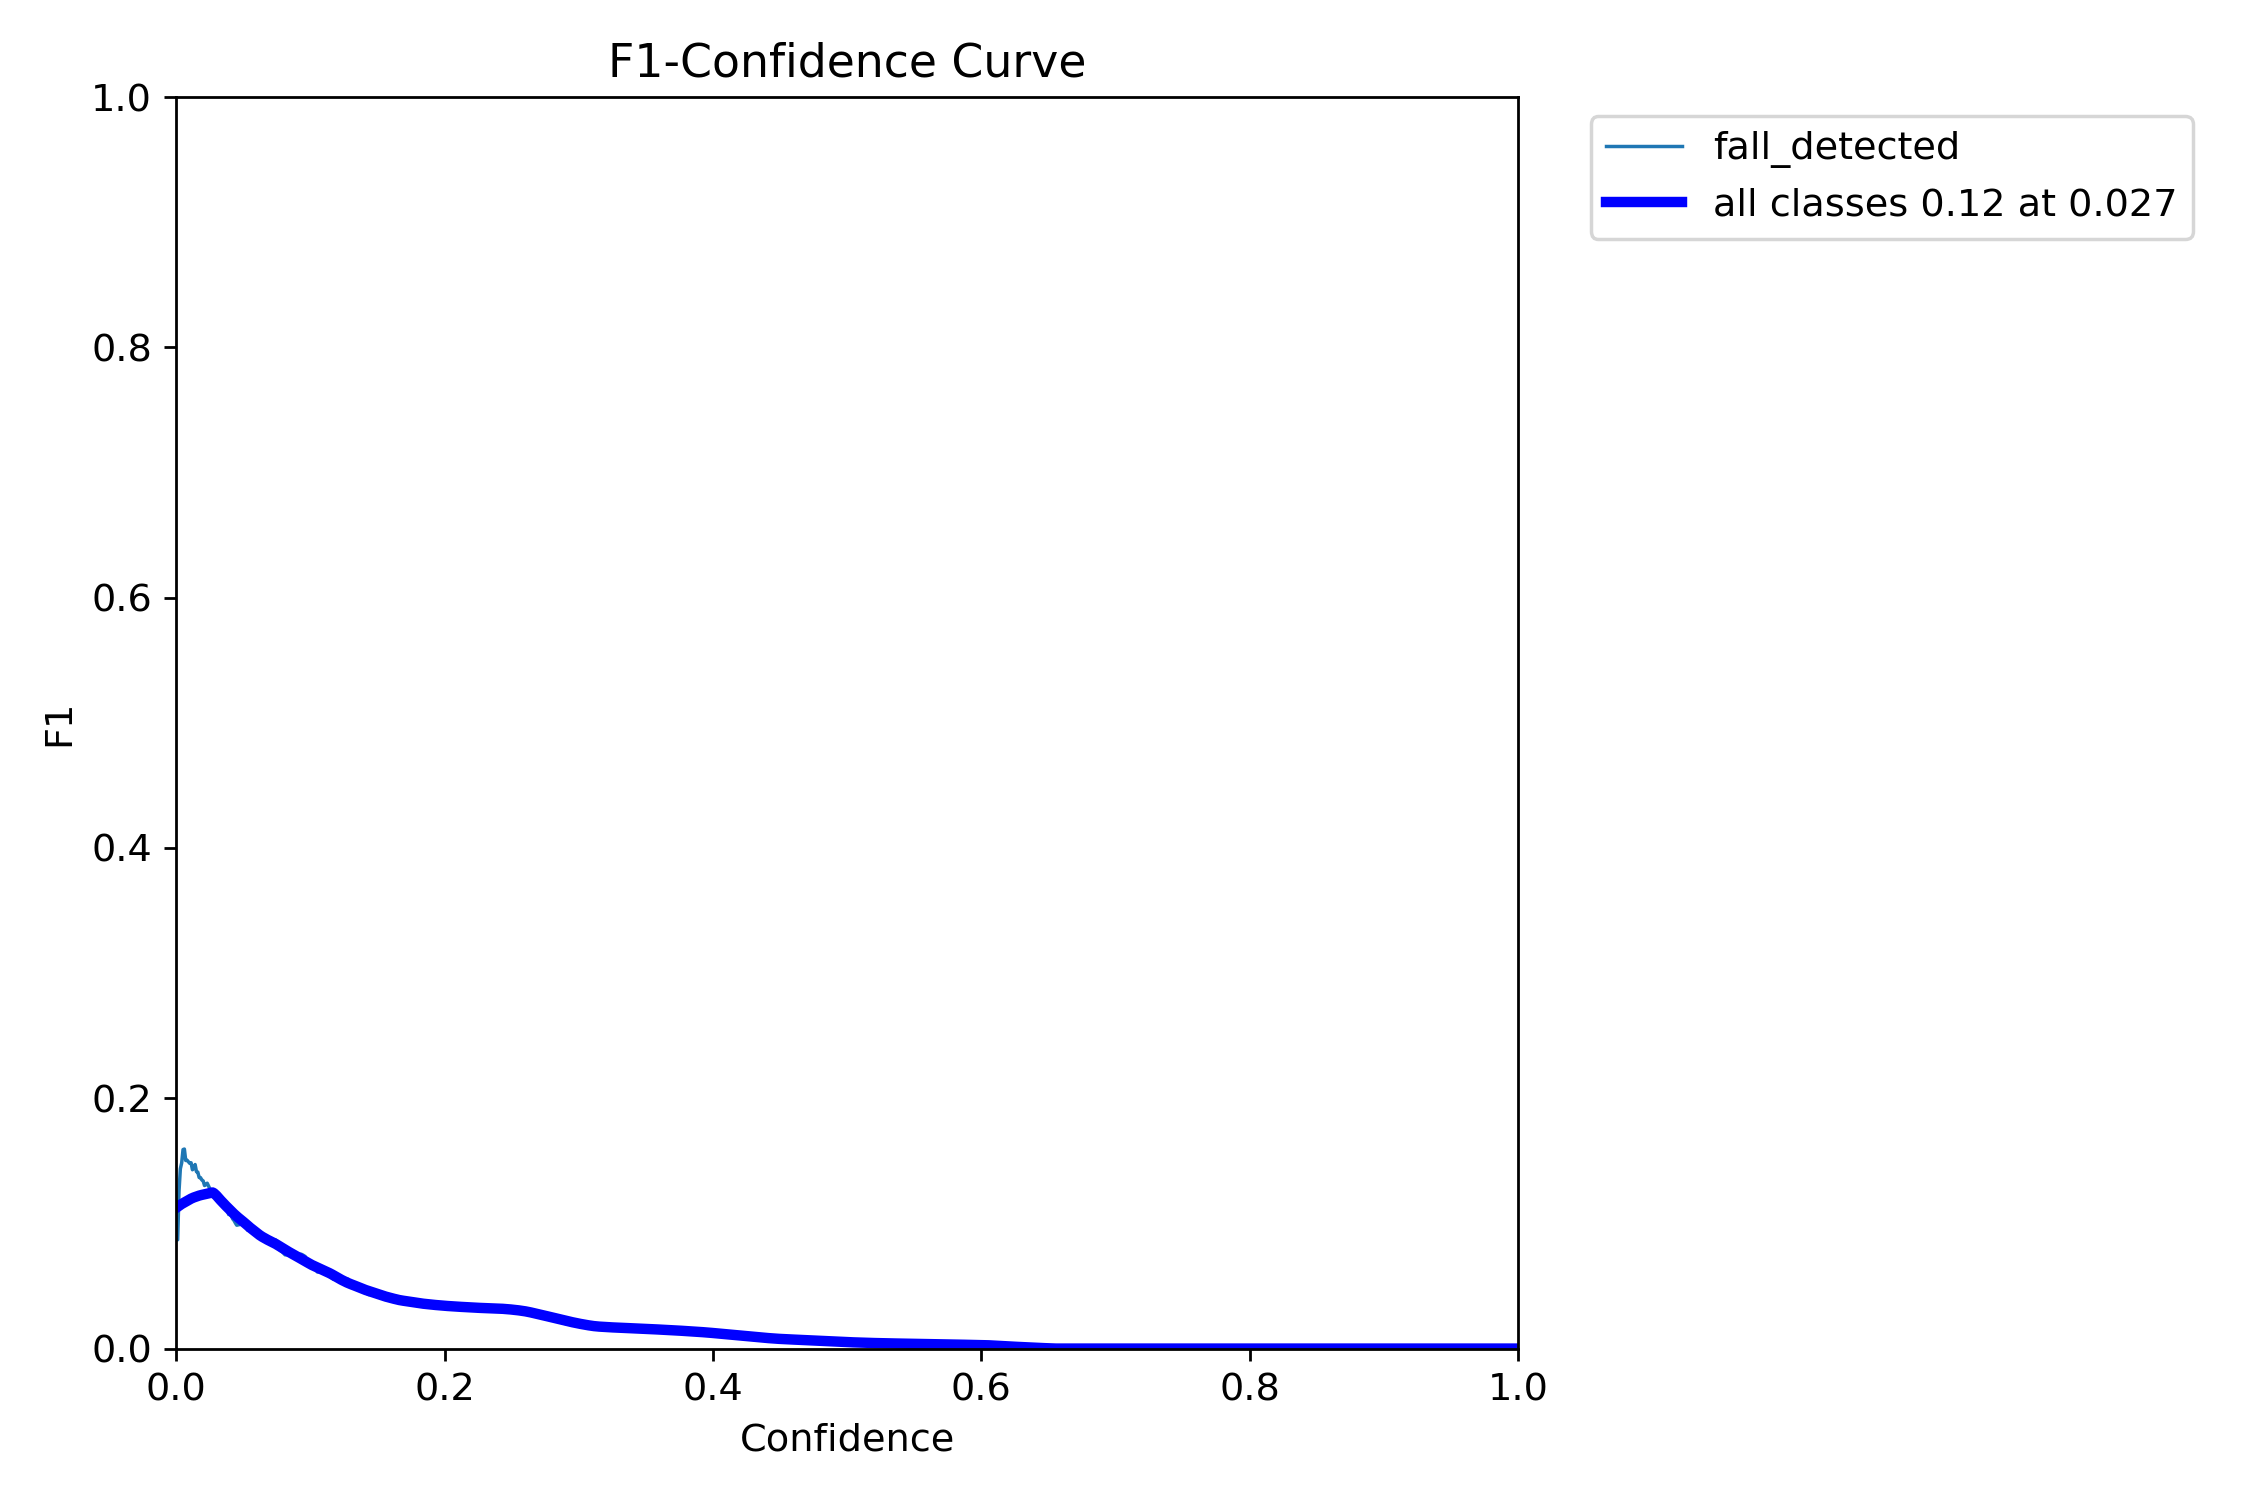 F1-Confidence Curve
1.0
0.8
0.6
0.4
0.2
0.0
F1
0.0 0.2 0.4 0.6 0.8 1.0
Confidence
fall_detected
all classes 0.12 at 0.027